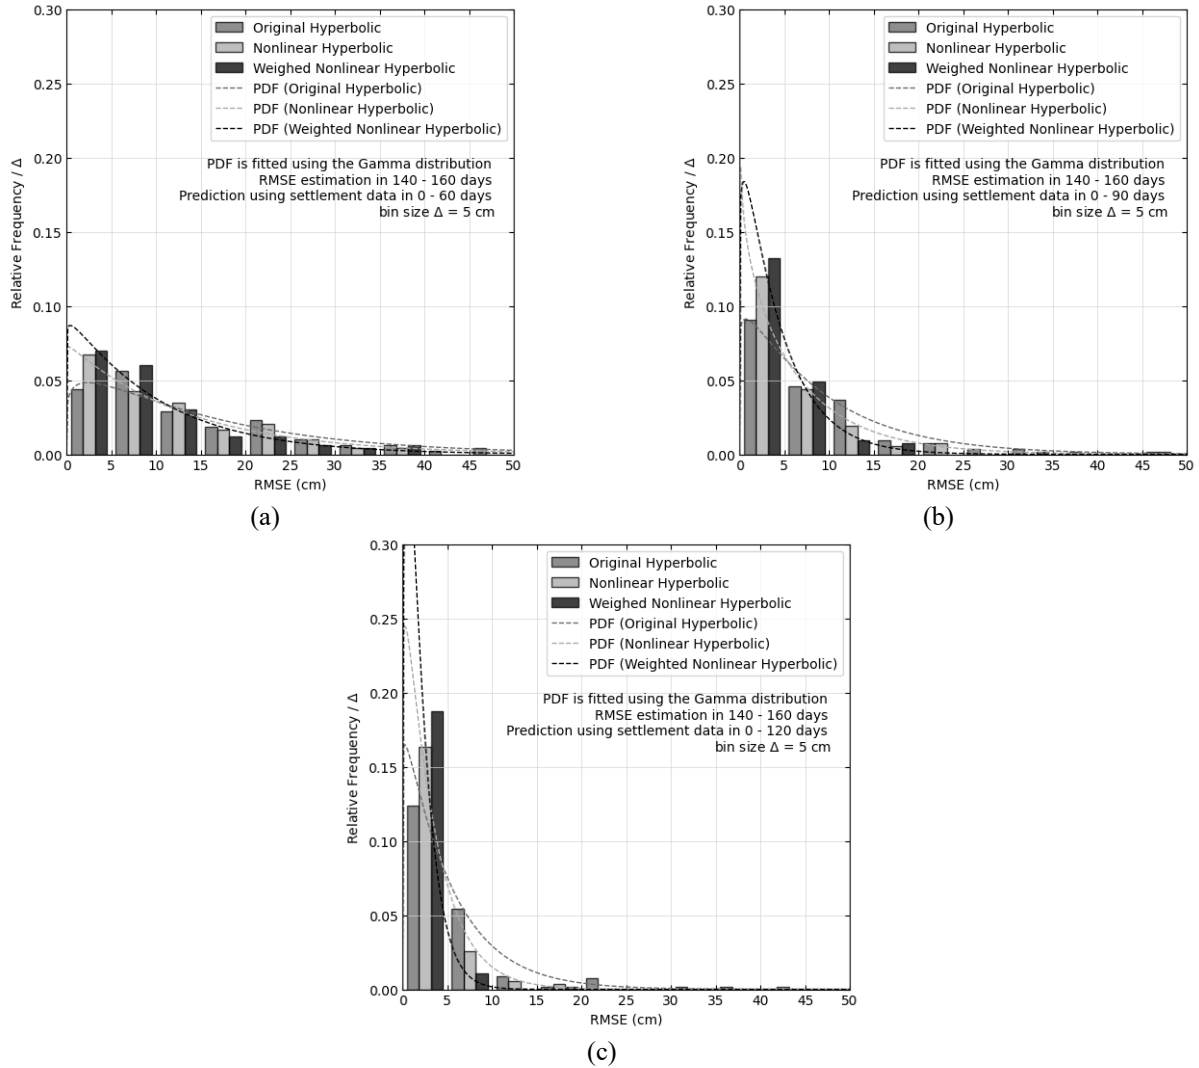 0.30
0.25
0.20
0.15
0.10
0.05
0.00
Relative Frequency / Δ
Original Hyperbolic
Nonlinear Hyperbolic
Weighed Nonlinear Hyperbolic
PDF (Original Hyperbolic)
PDF (Nonlinear Hyperbolic)
PDF (Weighted Nonlinear Hyperbolic)
PDF is fitted using the Gamma distribution
RMSE estimation in 140 - 160 days
Prediction using settlement data in 0 - 60 days
bin size Δ = 5 cm
0 5 10 15 20 25 30 35 40 45 50
RMSE (cm)
(a)
0.30
0.25
0.20
0.15
0.10
0.05
0.00
Relative Frequency / Δ
Original Hyperbolic
Nonlinear Hyperbolic
Weighed Nonlinear Hyperbolic
PDF (Original Hyperbolic)
PDF (Nonlinear Hyperbolic)
PDF (Weighted Nonlinear Hyperbolic)
PDF is fitted using the Gamma distribution
RMSE estimation in 140 - 160 days
Prediction using settlement data in 0 - 90 days
bin size Δ = 5 cm
0 5 10 15 20 25 30 35 40 45 50
RMSE (cm)
(b)
0.30
0.25
0.20
0.15
0.10
0.05
0.00
Relative Frequency / Δ
Original Hyperbolic
Nonlinear Hyperbolic
Weighed Nonlinear Hyperbolic
PDF (Original Hyperbolic)
PDF (Nonlinear Hyperbolic)
PDF (Weighted Nonlinear Hyperbolic)
PDF is fitted using the Gamma distribution
RMSE estimation in 140 - 160 days
Prediction using settlement data in 0 - 120 days
bin size Δ = 5 cm
0 5 10 15 20 25 30 35 40 45 50
RMSE (cm)
(c)